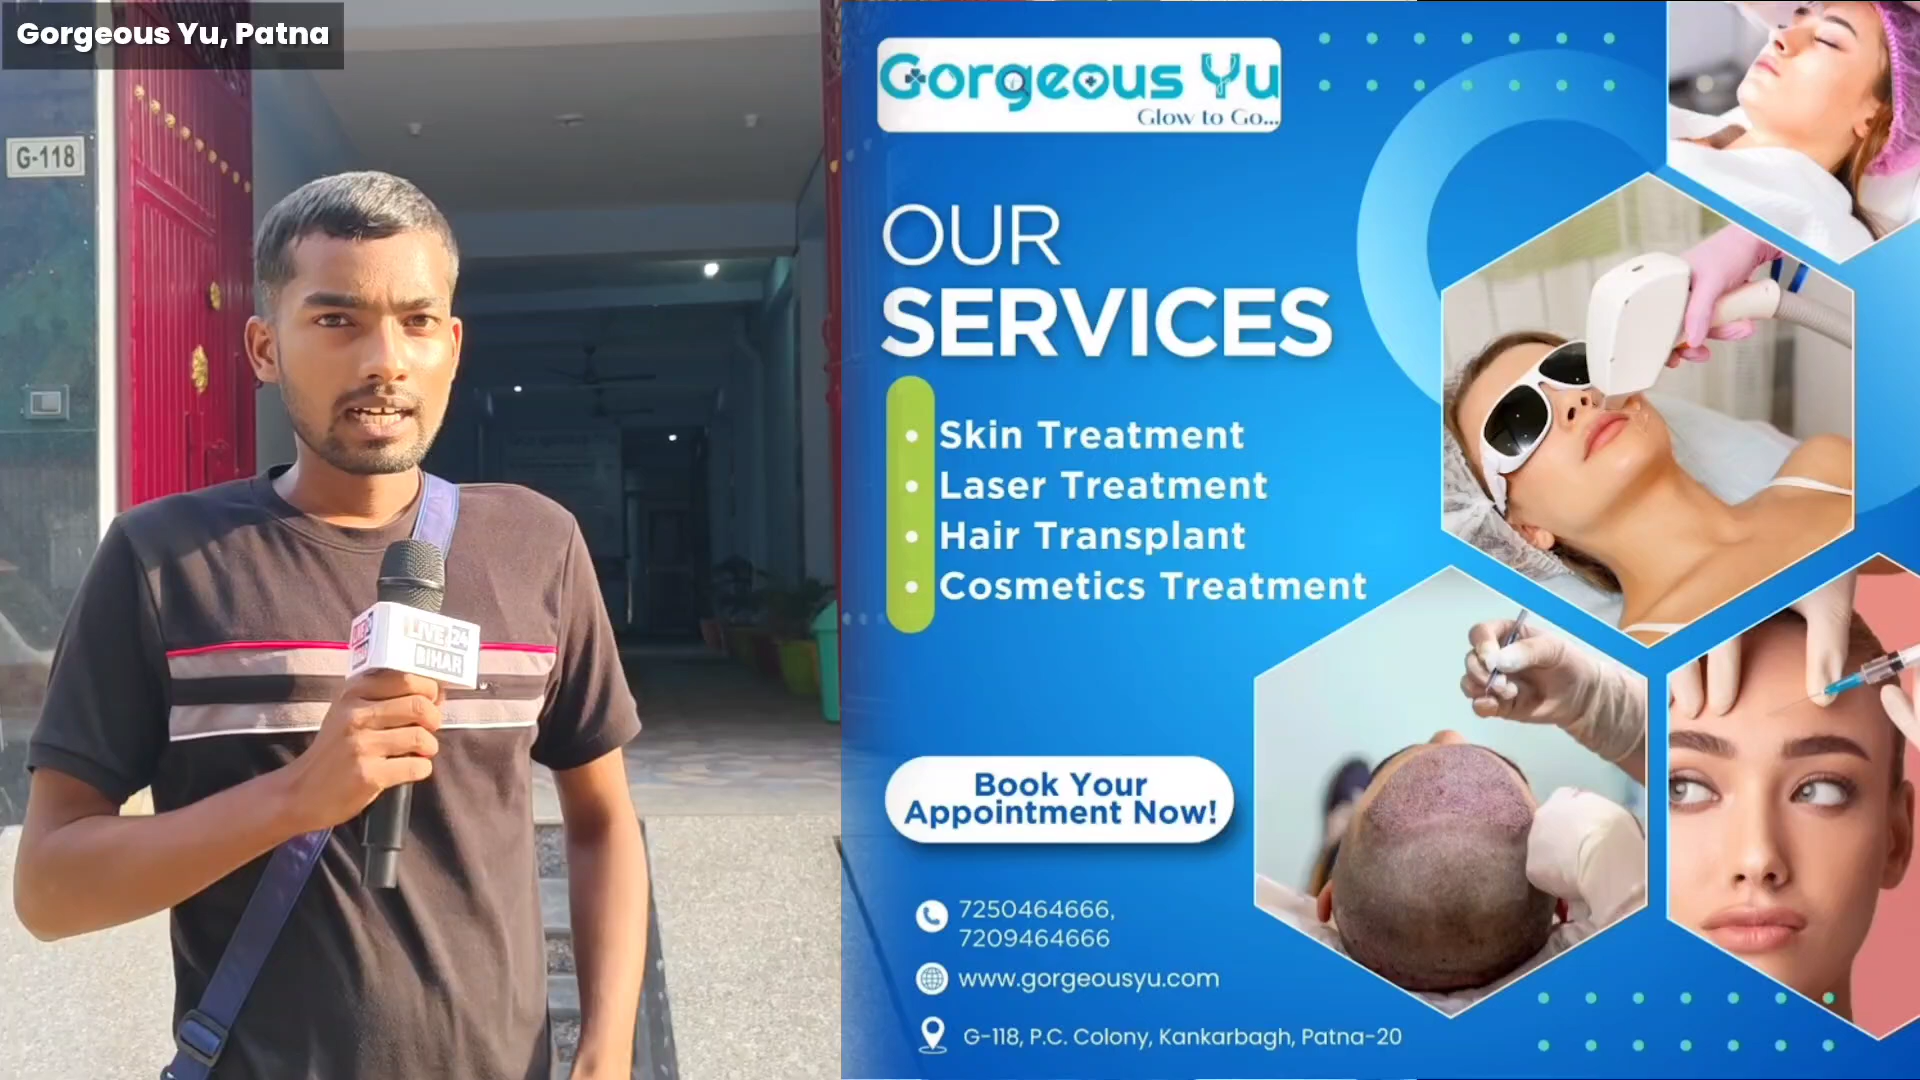 Gorgeous Yu, Patna
G-118
LIVE 24
BIHAR
Gorgeous Yu
Glow to Go...
OUR
SERVICES
• Skin Treatment
• Laser Treatment
• Hair Transplant
• Cosmetics Treatment
Book Your
Appointment Now!
7250464666,
7209464666
www.gorgeousyu.com
G-118, P.C. Colony, Kankarbagh, Patna-20